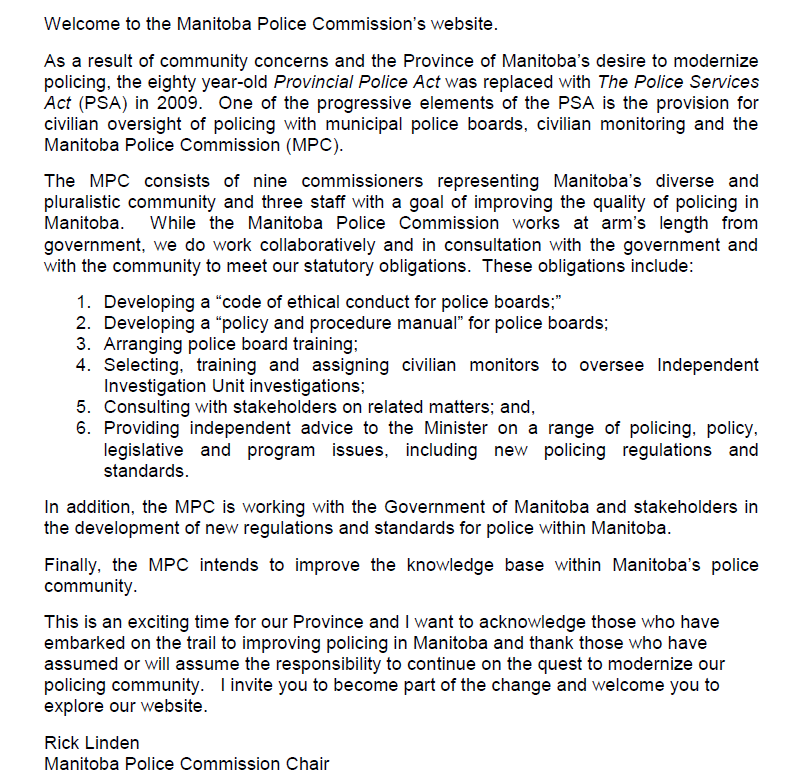 Welcome to the Manitoba Police Commission's website.
As a result of community concerns and the Province of Manitoba's desire to modernize
policing, the eighty year-old Provincial Police Act was replaced with The Police Services
Act (PSA) in 2009.  One of the progressive elements of the PSA is the provision for
civilian oversight of policing with municipal police boards, civilian monitoring and the
Manitoba Police Commission (MPC).
The MPC consists of nine commissioners representing Manitoba's diverse and
pluralistic community and three staff with a goal of improving the quality of policing in
Manitoba.  While the Manitoba Police Commission works at arm's length from
government, we do work collaboratively and in consultation with the government and
with the community to meet our statutory obligations.  These obligations include:
1. Developing a “code of ethical conduct for police boards;”
2. Developing a “policy and procedure manual” for police boards;
3. Arranging police board training;
4. Selecting, training and assigning civilian monitors to oversee Independent
Investigation Unit investigations;
5. Consulting with stakeholders on related matters; and,
6. Providing independent advice to the Minister on a range of policing, policy,
legislative and program issues, including new policing regulations and
standards.
In addition, the MPC is working with the Government of Manitoba and stakeholders in
the development of new regulations and standards for police within Manitoba.
Finally, the MPC intends to improve the knowledge base within Manitoba's police
community.
This is an exciting time for our Province and I want to acknowledge those who have
embarked on the trail to improving policing in Manitoba and thank those who have
assumed or will assume the responsibility to continue on the quest to modernize our
policing community.  I invite you to become part of the change and welcome you to
explore our website.
Rick Linden
Manitoba Police Commission Chair